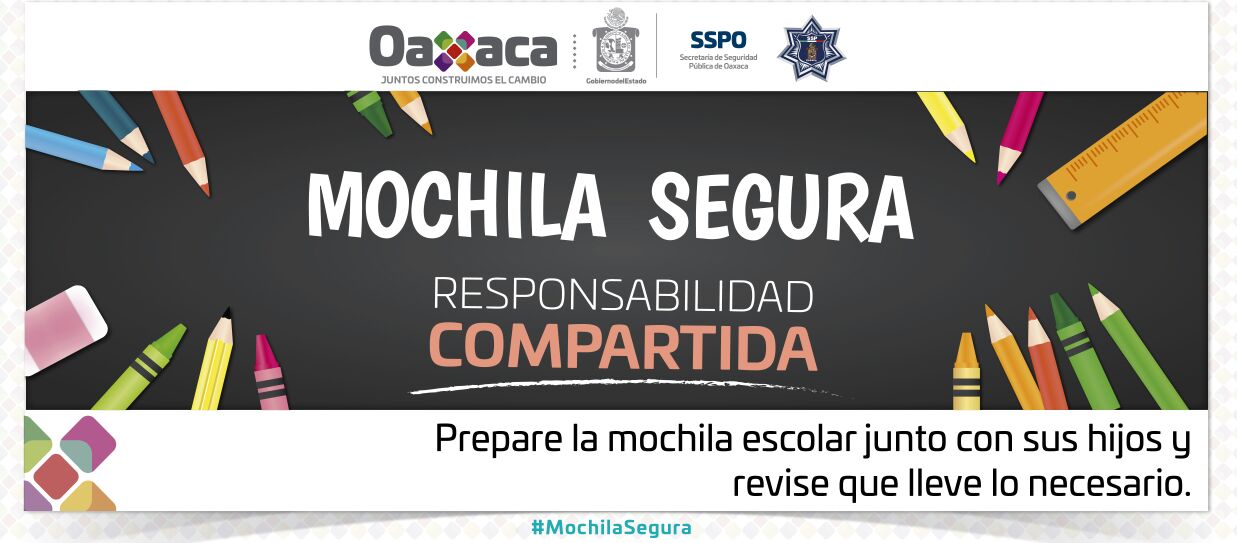 Oaxaca
JUNTOS CONSTRUIMOS EL CAMBIO
GobiernodelEstado
SSPO
Secretaría de Seguridad
Pública de Oaxaca
SSP
MOCHILA SEGURA
RESPONSABILIDAD
COMPARTIDA
Prepare la mochila escolar junto con sus hijos y
revise que lleve lo necesario.
#MochilaSegura